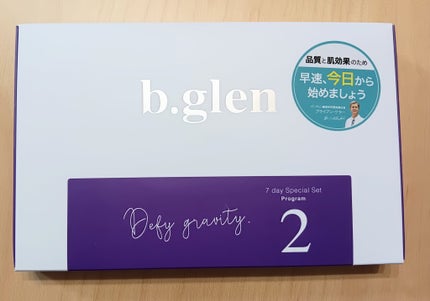 b.glen
品質と肌効果のため
早速、今日から
始めましょう
7 day Special Set
Program
2
Defy gravity.